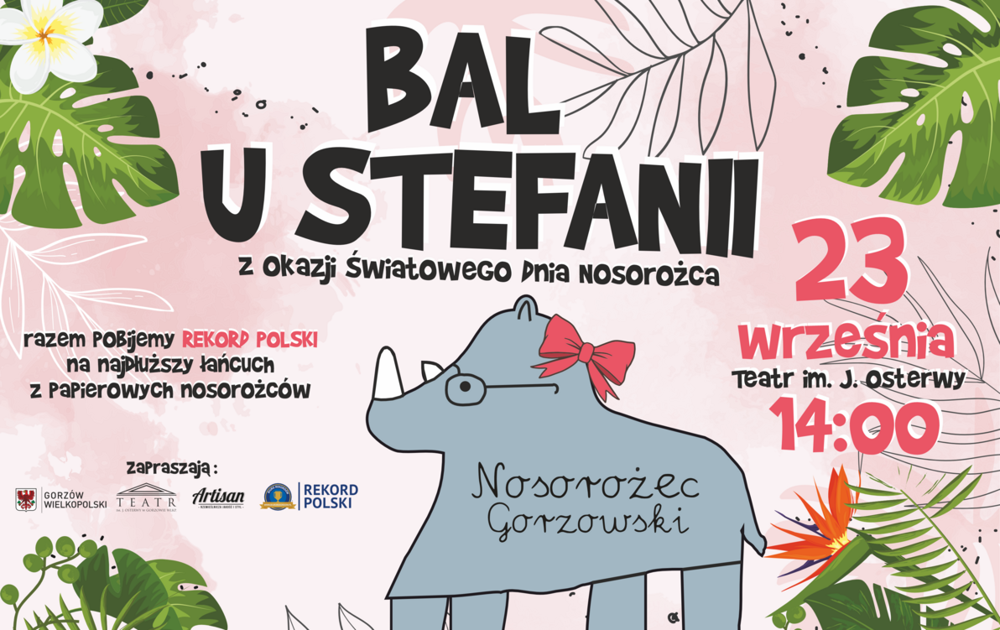 BAL
U STEFANII
z okazji Światowego Dnia Nosorożca
23
września
Teatr im. J. Osterwy
14:00
razem pobijemy REKORD POLSKI
na najdłuższy łańcuch
z papierowych nosorożców
Nosorożec
Gorzowski
zapraszają:
GORZÓW
WIELKOPOLSKI
TEATR
IM. J. OSTERWY W GORZOWIE WLKP.
Artisan
REKORD
POLSKI